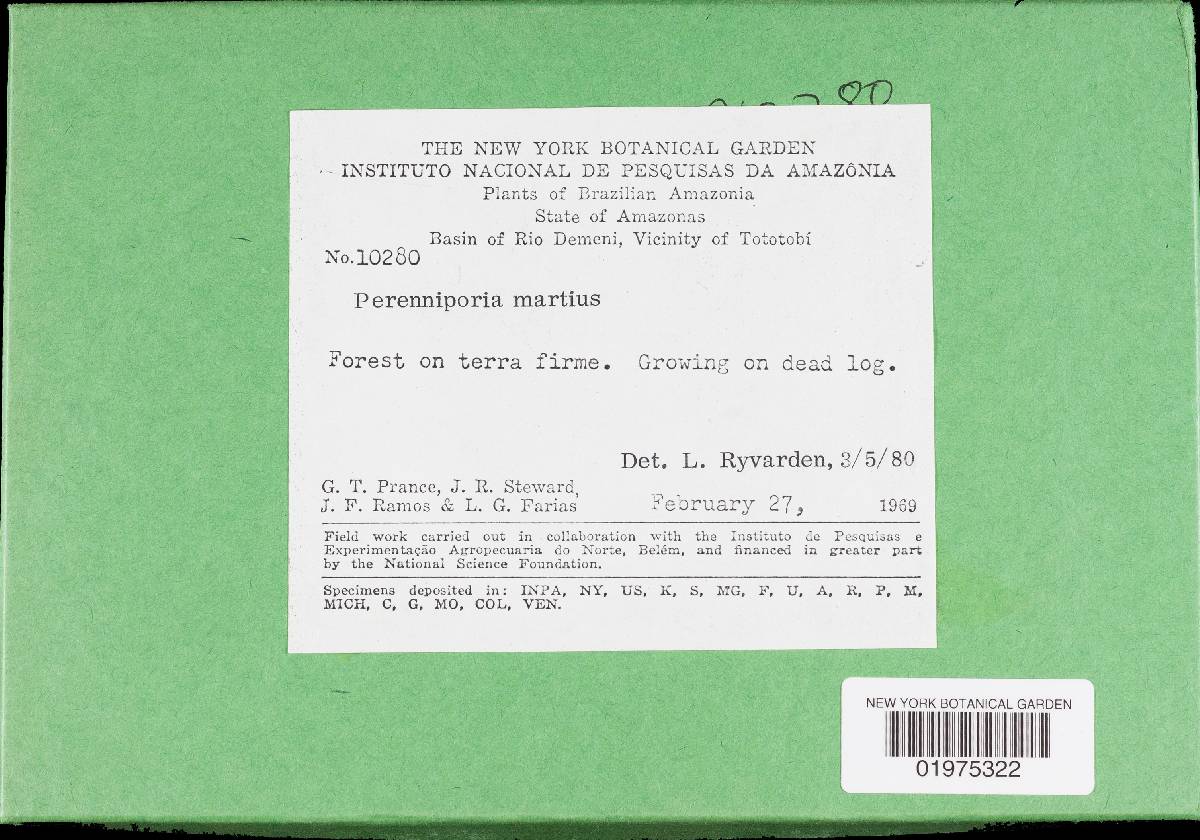 80
THE NEW YORK BOTANICAL GARDEN
INSTITUTO NACIONAL DE PESQUISAS DA AMAZÔNIA
Plants of Brazilian Amazonia
State of Amazonas
Basin of Rio Demeni, Vicinity of Tototobí
No. 10280
Perenniporia martius
Forest on terra firme. Growing on dead log.
Det. L. Ryvarden, 3/5/80
G. T. Prance, J. R. Steward,
J. F. Ramos & L. G. Farias February 27, 1969
Field work carried out in collaboration with the Instituto de Pesquisas e
Experimentação Agropecuaria do Norte, Belém, and financed in greater part
by the National Science Foundation.
Specimens deposited in: INPA, NY, US, K, S, MG, F, U, A, R, P, M,
MICH, C, G, MO, COL, VEN.
NEW YORK BOTANICAL GARDEN
01975322